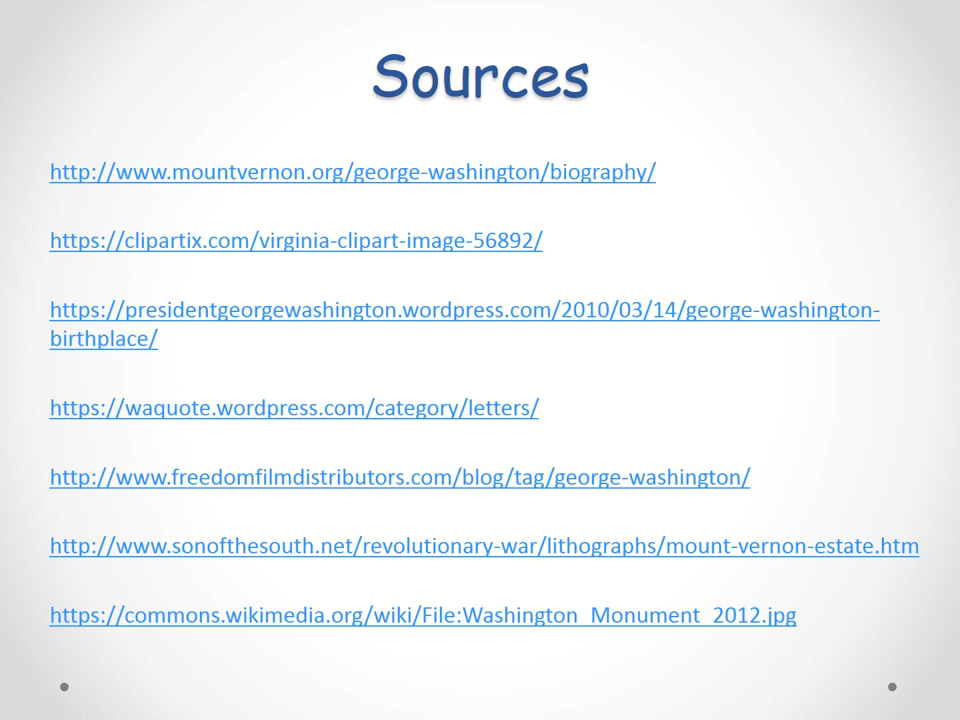 Sources
http://www.mountvernon.org/george-washington/biography/
https://clipartix.com/virginia-clipart-image-56892/
https://presidentgeorgewashington.wordpress.com/2010/03/14/george-washington-
birthplace/
https://waquote.wordpress.com/category/letters/
http://www.freedomfilmdistributors.com/blog/tag/george-washington/
http://www.sonofthesouth.net/revolutionary-war/lithographs/mount-vernon-estate.htm
https://commons.wikimedia.org/wiki/File:Washington_Monument_2012.jpg